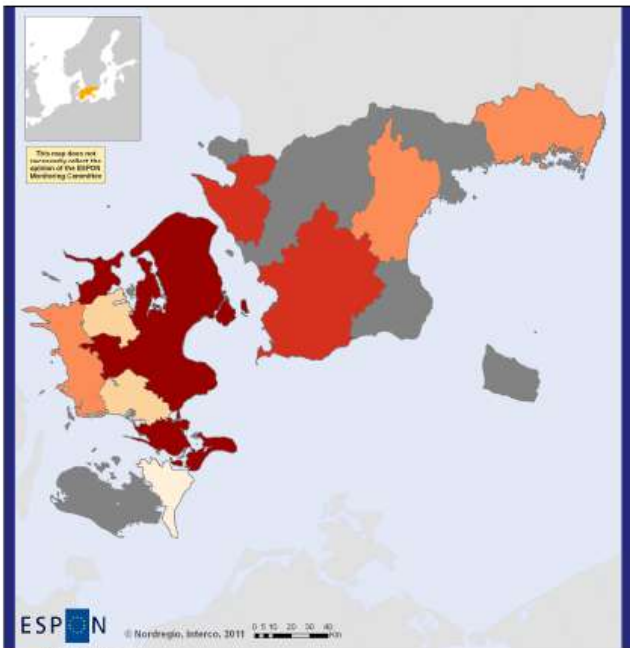 This map does not
necessarily reflect the
opinion of the ESPON
Monitoring Committee
ESPON
© Nordregio, Interco, 2011
0 5 10 20 30 40
Km